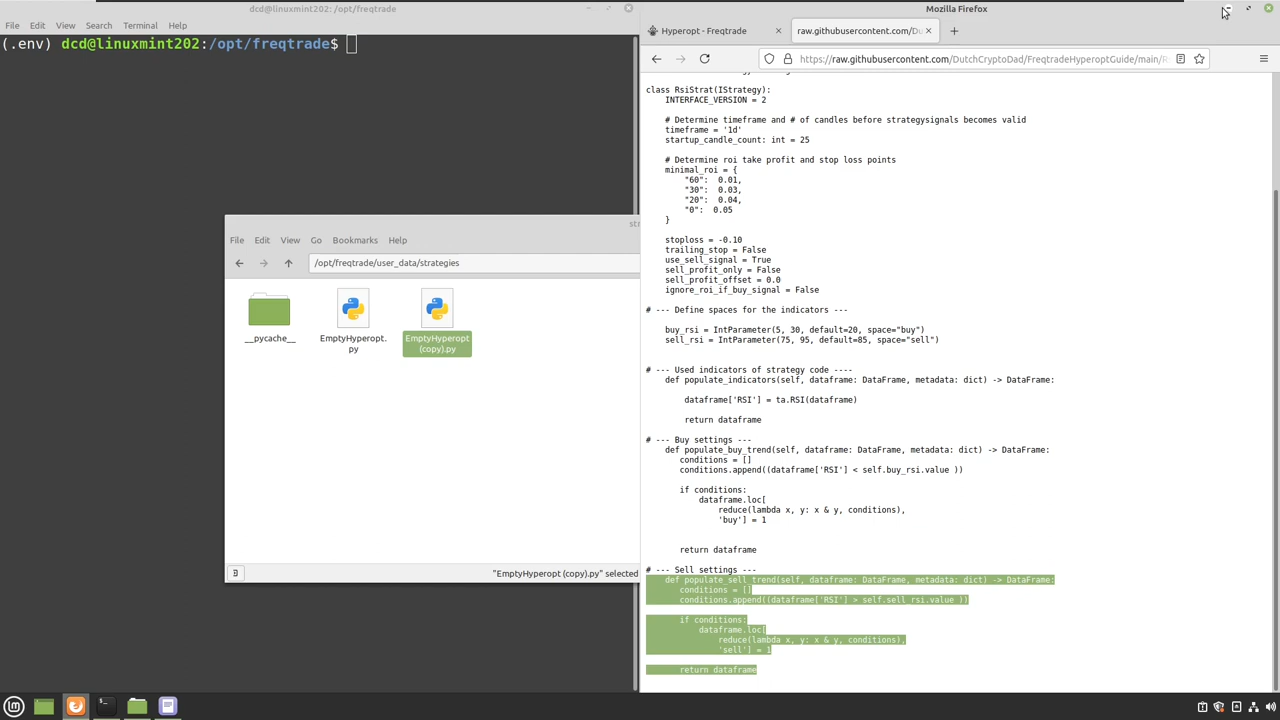 dcd@linuxmint202: /opt/freqtrade
File Edit View Search Terminal Help
(.env) dcd@linuxmint202:/opt/freqtrade$
File Edit View Go Bookmarks Help
/opt/freqtrade/user_data/strategies
__pycache__
EmptyHyperopt.
py
EmptyHyperopt
(copy).py
"EmptyHyperopt (copy).py" selected
Mozilla Firefox
Hyperopt - Freqtrade
raw.githubusercontent.com/Du
https://raw.githubusercontent.com/DutchCryptoDad/FreqtradeHyperoptGuide/main/R
class RsiStrat(IStrategy):
    INTERFACE_VERSION = 2
    # Determine timeframe and # of candles before strategysignals becomes valid
    timeframe = '1d'
    startup_candle_count: int = 25
    # Determine roi take profit and stop loss points
    minimal_roi = {
        "60":  0.01,
        "30":  0.03,
        "20":  0.04,
        "0":  0.05
    }
    stoploss = -0.10
    trailing_stop = False
    use_sell_signal = True
    sell_profit_only = False
    sell_profit_offset = 0.0
    ignore_roi_if_buy_signal = False
# --- Define spaces for the indicators ---
    buy_rsi = IntParameter(5, 30, default=20, space="buy")
    sell_rsi = IntParameter(75, 95, default=85, space="sell")
# --- Used indicators of strategy code ----
    def populate_indicators(self, dataframe: DataFrame, metadata: dict) -> DataFrame:
        dataframe['RSI'] = ta.RSI(dataframe)
        return dataframe
# --- Buy settings ---
    def populate_buy_trend(self, dataframe: DataFrame, metadata: dict) -> DataFrame:
       conditions = []
       conditions.append((dataframe['RSI'] < self.buy_rsi.value ))
       if conditions:
           dataframe.loc[
               reduce(lambda x, y: x & y, conditions),
               'buy'] = 1
       return dataframe
# --- Sell settings ---
    def populate_sell_trend(self, dataframe: DataFrame, metadata: dict) -> DataFrame:
       conditions = []
       conditions.append((dataframe['RSI'] > self.sell_rsi.value ))
       if conditions:
           dataframe.loc[
               reduce(lambda x, y: x & y, conditions),
               'sell'] = 1
       return dataframe